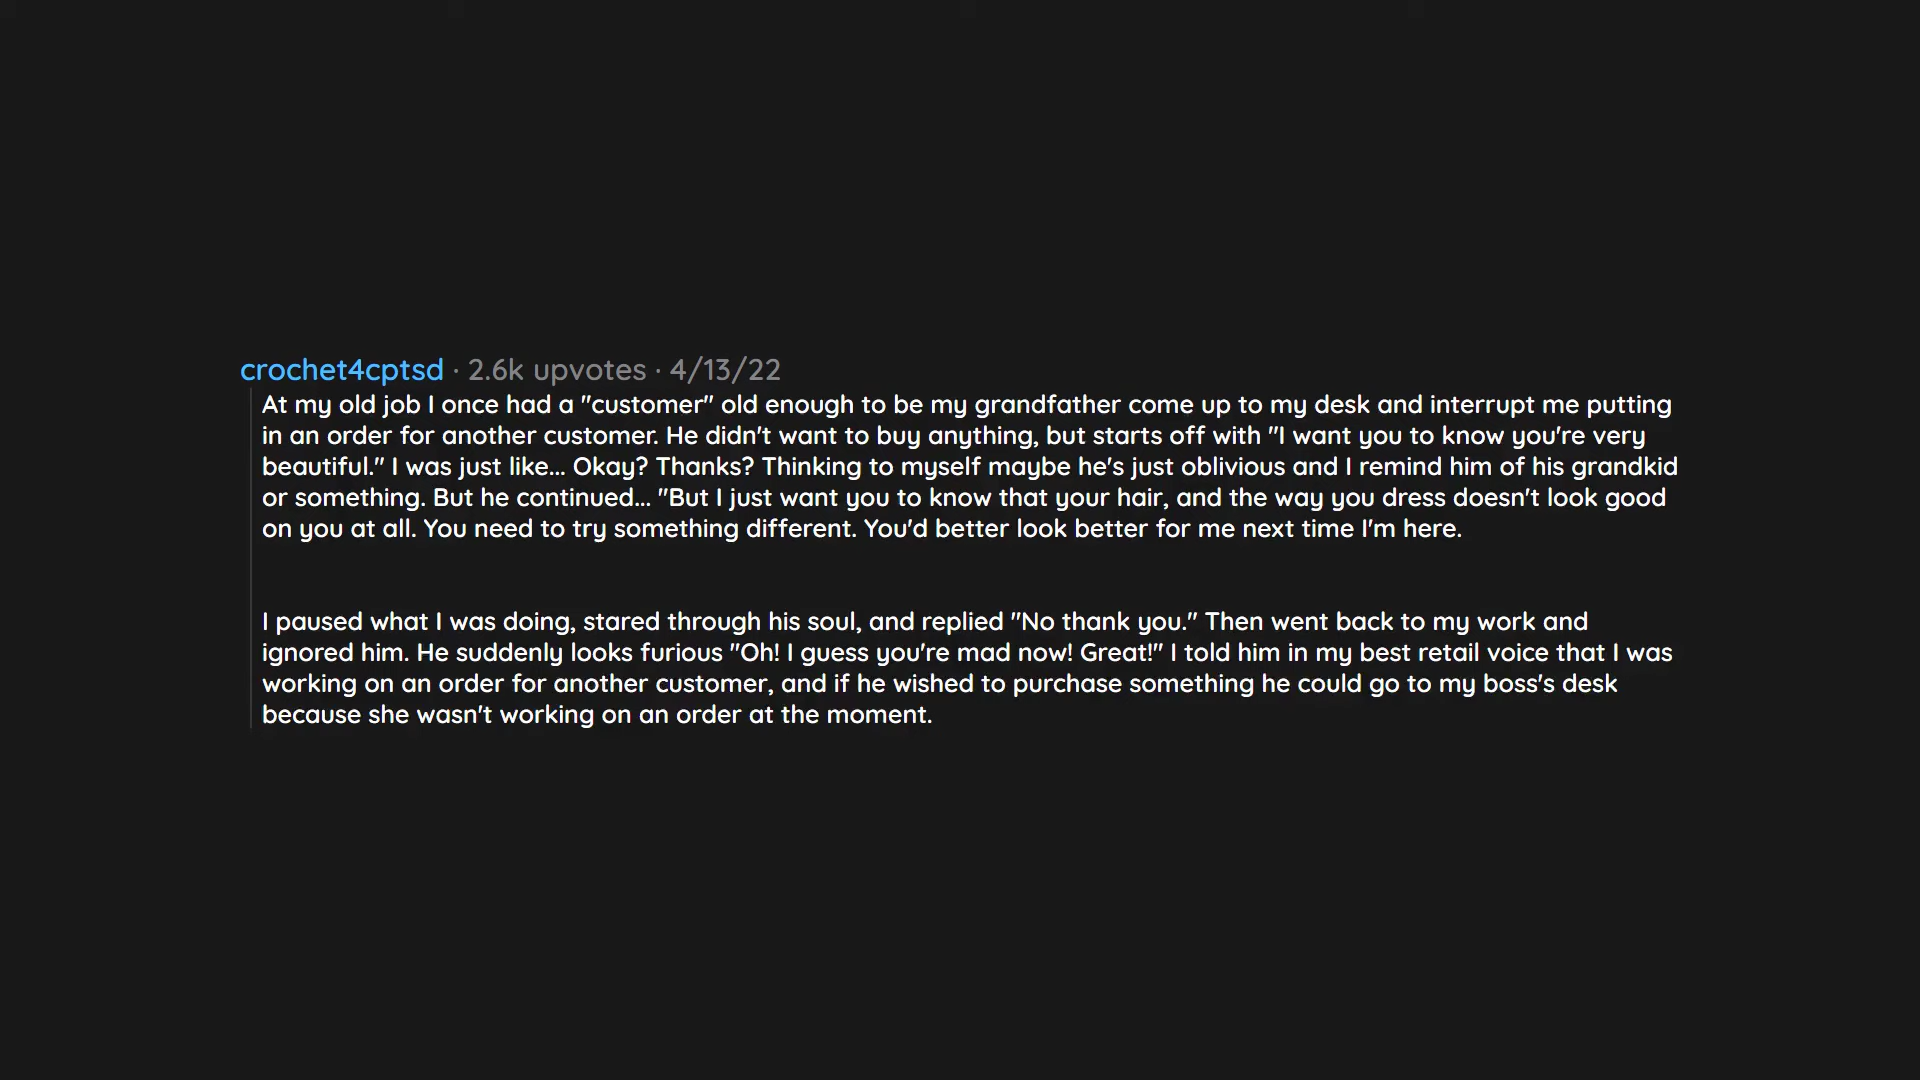 crochet4cptsd · 2.6k upvotes · 4/13/22
At my old job I once had a "customer" old enough to be my grandfather come up to my desk and interrupt me putting
in an order for another customer. He didn't want to buy anything, but starts off with "I want you to know you're very
beautiful." I was just like... Okay? Thanks? Thinking to myself maybe he's just oblivious and I remind him of his grandkid
or something. But he continued... "But I just want you to know that your hair, and the way you dress doesn't look good
on you at all. You need to try something different. You'd better look better for me next time I'm here.
I paused what I was doing, stared through his soul, and replied "No thank you." Then went back to my work and
ignored him. He suddenly looks furious "Oh! I guess you're mad now! Great!" I told him in my best retail voice that I was
working on an order for another customer, and if he wished to purchase something he could go to my boss's desk
because she wasn't working on an order at the moment.